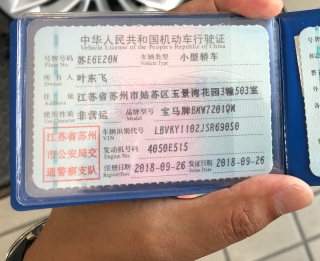 中华人民共和国机动车行驶证
Vehicle License of the People's Republic of China
号牌号码 苏E6E20N 车辆类型 小型轿车
Plate No. Vehicle Type
所有人 叶东飞
住址 江苏省苏州市姑苏区玉景湾花园3幢503室
使用性质 非营运 品牌型号 宝马牌BMW7201QM
江苏省苏州市公安局交通警察支队
车辆识别代号 LBVKY1102JSR69050
VIN
发动机号码 4050E5t5
Engine No.
注册日期 2018-09-26 发证日期 2018-09-26
Register Date Issue Date